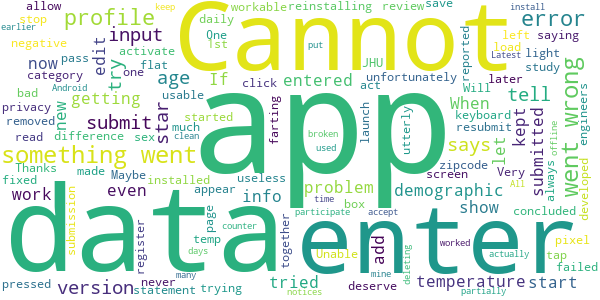 allow
stop
profile
edit
input
workable
reinstalling
daily
review
save
install
keep
earlier
negative
activate
One
1st
Cannot
error
saying
now
pass
flat
If
put
Latest
left
light
unfortunately
reported
load
study
category
one
try
age
entered
JHU
Android
usable
click
act
Will
later
bad
new
getting
star
app
tell
went wrong
privacy
difference
sex
started
farting
launch
When
keyboard
engineers
removed
submit
much
clean
utterly
resubmit
read
something went
let
says
kept
submitted
always
offline
Thanks
made
Maybe
problem
broken
zipcode
fixed
installed
useless
used
screen
Very
All
developed
work
even
appear
info
time
demographic
box
participate
accept
show
concluded
submission
data
enter
page
together
add
Unable
pixel
register
temp
counter
days
worked
actually
tap
never
many
deleting
mine
temperature
start
failed
pressed
version
statement
trying
tried
notices
deserve
partially